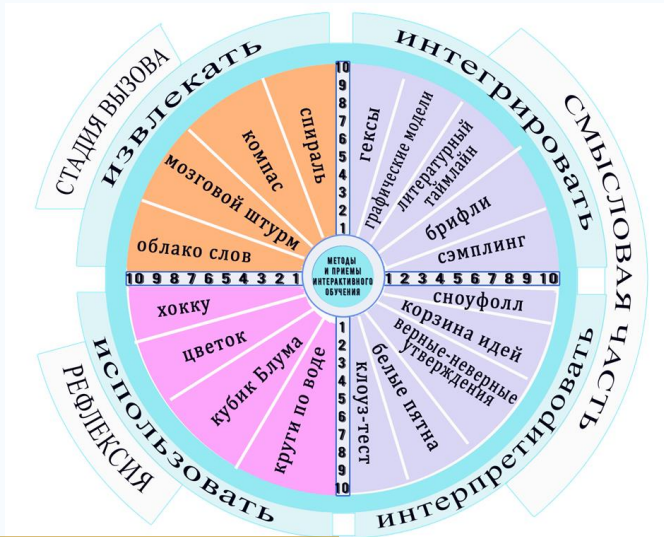 СТАДИЯ ВЫЗОВА
извлекать
спираль
компас
мозговой штурм
облако слов
интегрировать
СМЫСЛОВАЯ ЧАСТЬ
гексы
графические модели
литературный
таймлайн
брифли
сэмплинг
10
9
8
7
6
5
4
3
2
1
10 9 8 7 6 5 4 3 2 1
МЕТОДЫ
И ПРИЕМЫ
ИНТЕРАКТИВНОГО
ОБУЧЕНИЯ
1 2 3 4 5 6 7 8 9 10
1
2
3
4
5
6
7
8
9
10
хокку
цветок
кубик Блума
круги по воде
использовать
РЕФЛЕКСИЯ
сноуфолл
корзина идей
верные-неверные
утверждения
белые пятна
клоуз-тест
интерпретировать